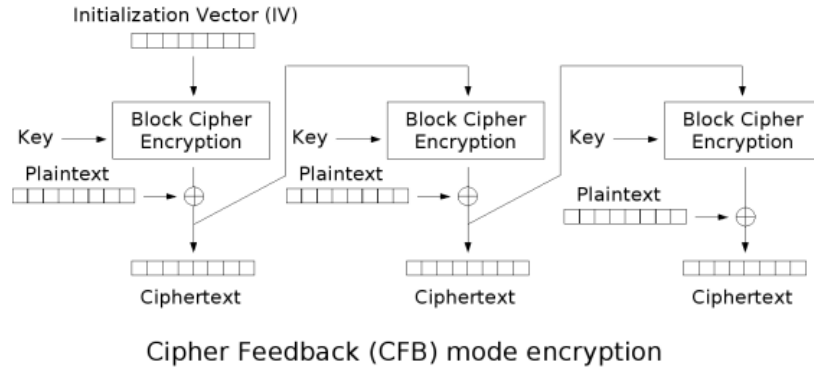 Initialization Vector (IV)
Key
Block Cipher
Encryption
Plaintext
Ciphertext
Key
Block Cipher
Encryption
Plaintext
Ciphertext
Key
Block Cipher
Encryption
Plaintext
Ciphertext
Cipher Feedback (CFB) mode encryption